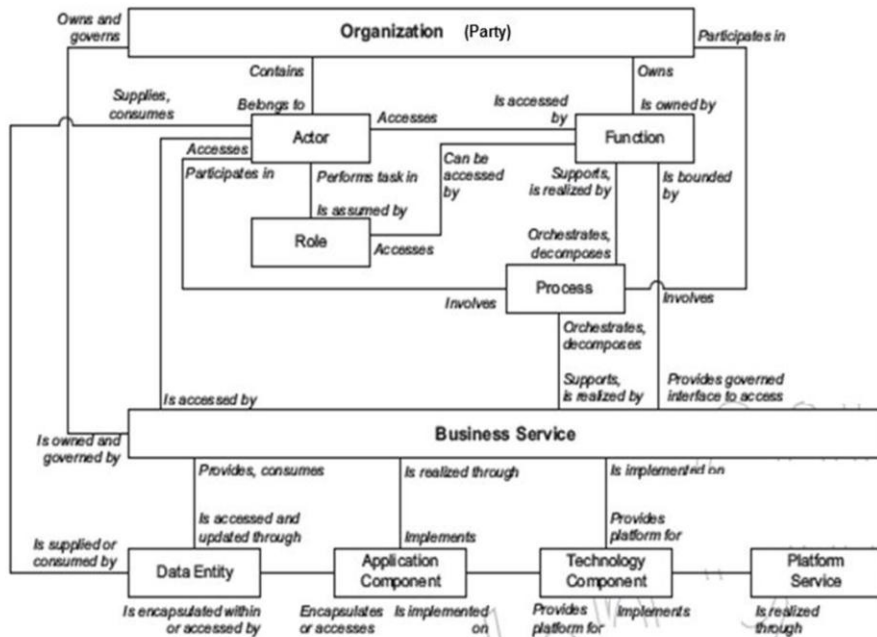 Owns and
governs
Organization (Party)
Participates in
Contains
Owns
Supplies,
consumes
Belongs to
Is accessed
by
Is owned by
Accesses
Actor
Function
Accesses
Participates in
Can be
accessed
by
Performs task in
Supports,
is realized by
Is bounded
by
Is assumed by
Role
Accesses
Orchestrates,
decomposes
Process
Involves
Involves
Orchestrates,
decomposes
Is accessed by
Supports,
is realized by
Provides governed
interface to access
Business Service
Is owned and
governed by
Provides, consumes
Is realized through
Is implemented on
Is accessed and
updated through
Implements
Provides
platform for
Is supplied or
consumed by
Data Entity
Application
Component
Technology
Component
Platform
Service
Is encapsulated within
or accessed by
Encapsulates
or accesses
Is implemented
on
Provides
platform for
Implements
Is realized
through